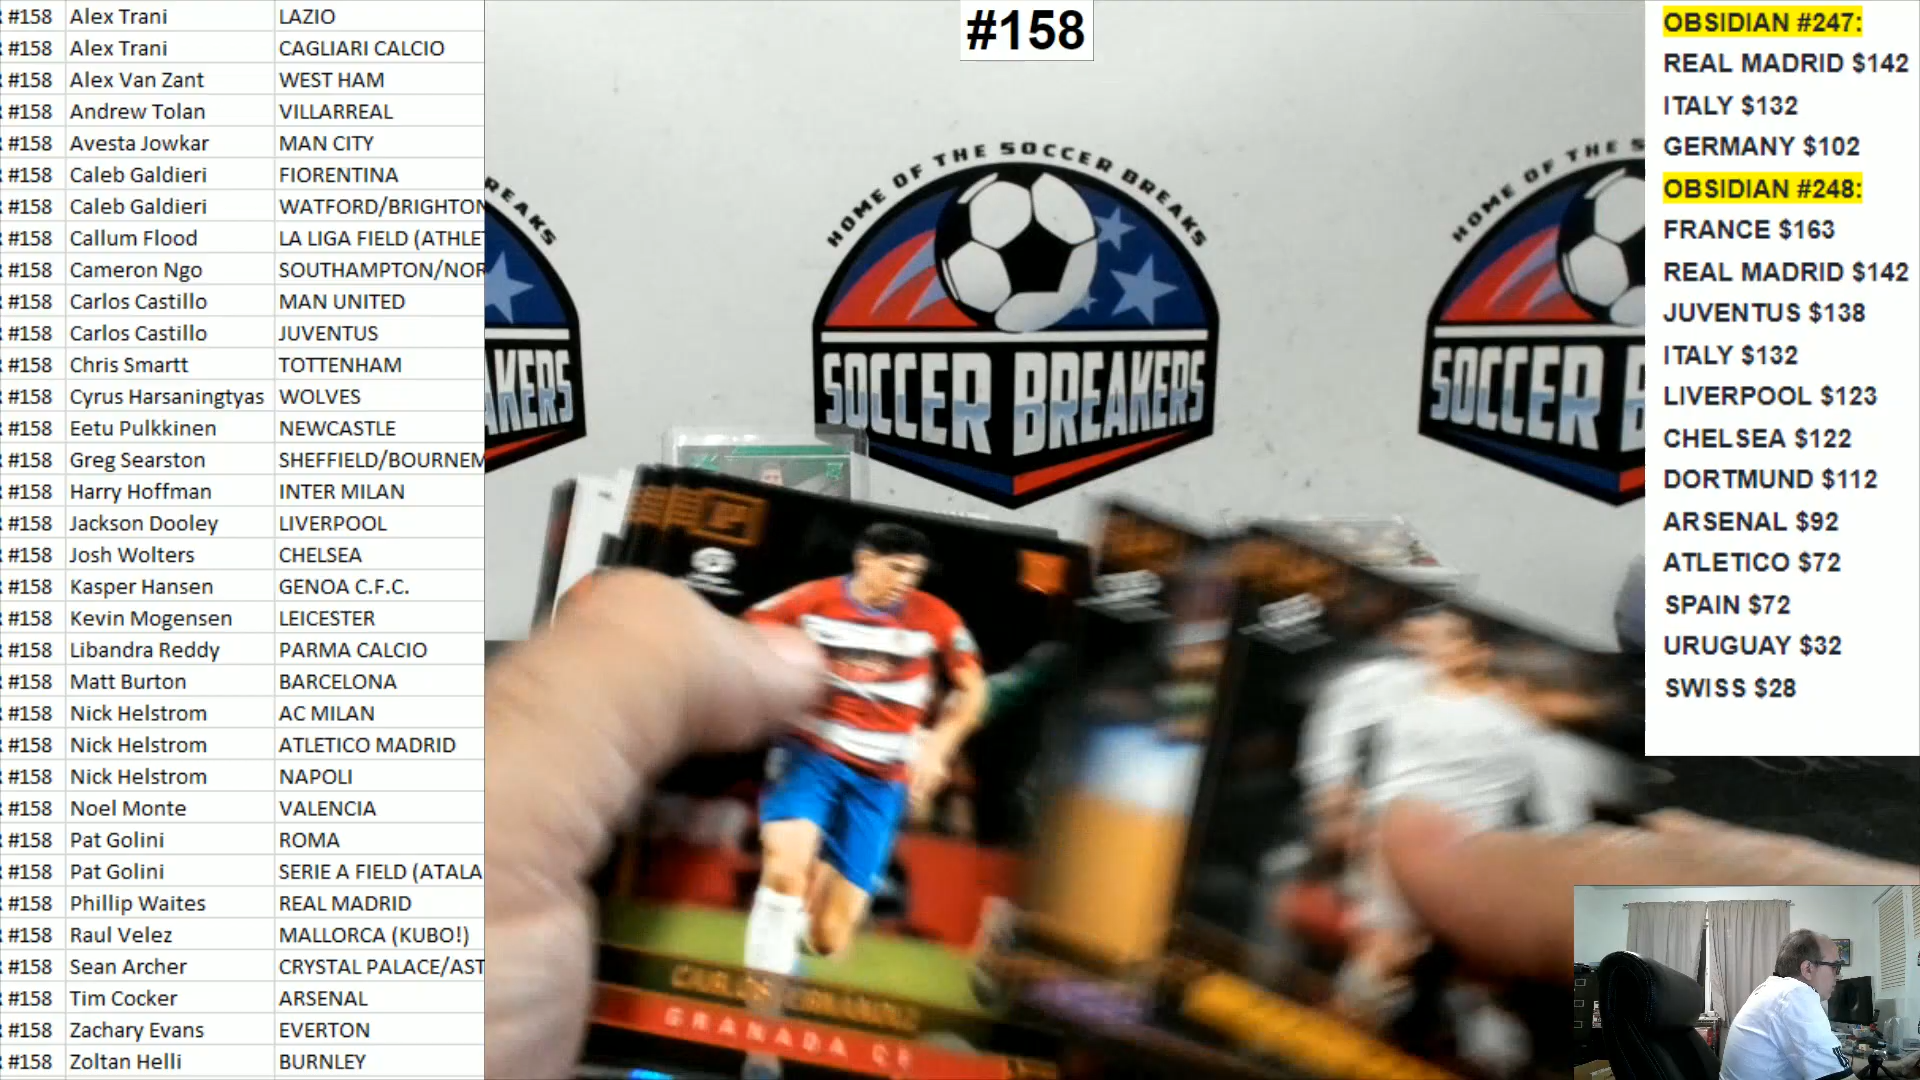 #158 Alex Trani LAZIO
#158 Alex Trani CAGLIARI CALCIO
#158 Alex Van Zant WEST HAM
#158 Andrew Tolan VILLARREAL
#158 Avesta Jowkar MAN CITY
#158 Caleb Galdieri FIORENTINA
#158 Caleb Galdieri WATFORD/BRIGHTON
#158 Callum Flood LA LIGA FIELD (ATHLE
#158 Cameron Ngo SOUTHAMPTON/NOR
#158 Carlos Castillo MAN UNITED
#158 Carlos Castillo JUVENTUS
#158 Chris Smartt TOTTENHAM
#158 Cyrus Harsaningtyas WOLVES
#158 Eetu Pulkkinen NEWCASTLE
#158 Greg Searston SHEFFIELD/BOURNEM
#158 Harry Hoffman INTER MILAN
#158 Jackson Dooley LIVERPOOL
#158 Josh Wolters CHELSEA
#158 Kasper Hansen GENOA C.F.C.
#158 Kevin Mogensen LEICESTER
#158 Libandra Reddy PARMA CALCIO
#158 Matt Burton BARCELONA
#158 Nick Helstrom AC MILAN
#158 Nick Helstrom ATLETICO MADRID
#158 Nick Helstrom NAPOLI
#158 Noel Monte VALENCIA
#158 Pat Golini ROMA
#158 Pat Golini SERIE A FIELD (ATALA
#158 Phillip Waites REAL MADRID
#158 Raul Velez MALLORCA (KUBO!)
#158 Sean Archer CRYSTAL PALACE/AST
#158 Tim Cocker ARSENAL
#158 Zachary Evans EVERTON
#158 Zoltan Helli BURNLEY
#158
REAKS
AKERS
HOME OF THE SOCCER BREAKS
SOCCER BREAKERS
HOME OF THE S
SOCCER B
CARLOS
GRANADA CF
OBSIDIAN #247:
REAL MADRID $142
ITALY $132
GERMANY $102
OBSIDIAN #248:
FRANCE $163
REAL MADRID $142
JUVENTUS $138
ITALY $132
LIVERPOOL $123
CHELSEA $122
DORTMUND $112
ARSENAL $92
ATLETICO $72
SPAIN $72
URUGUAY $32
SWISS $28